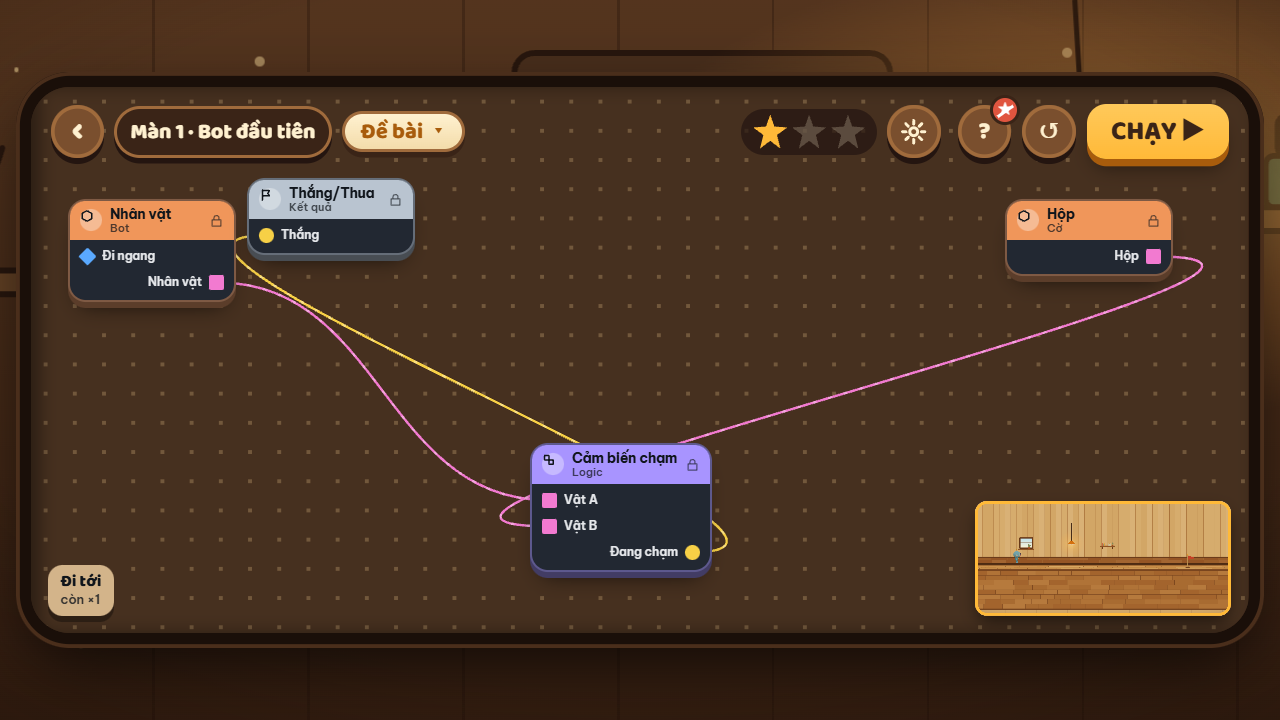 Màn 1 · Bot đầu tiên
Đề bài
?
CHẠY
Nhân vật
Bot
Đi ngang
Nhân vật
Thắng/Thua
Kết quả
Thắng
Hộp
Cờ
Hộp
Cảm biến chạm
Logic
Vật A
Vật B
Đang chạm
Đi tới
còn ×1